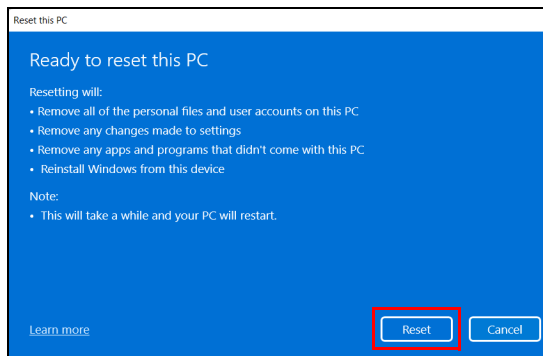 Reset this PC
Ready to reset this PC
Resetting will:
• Remove all of the personal files and user accounts on this PC
• Remove any changes made to settings
• Remove any apps and programs that didn't come with this PC
• Reinstall Windows from this device
Note:
• This will take a while and your PC will restart.
Learn more
Reset
Cancel